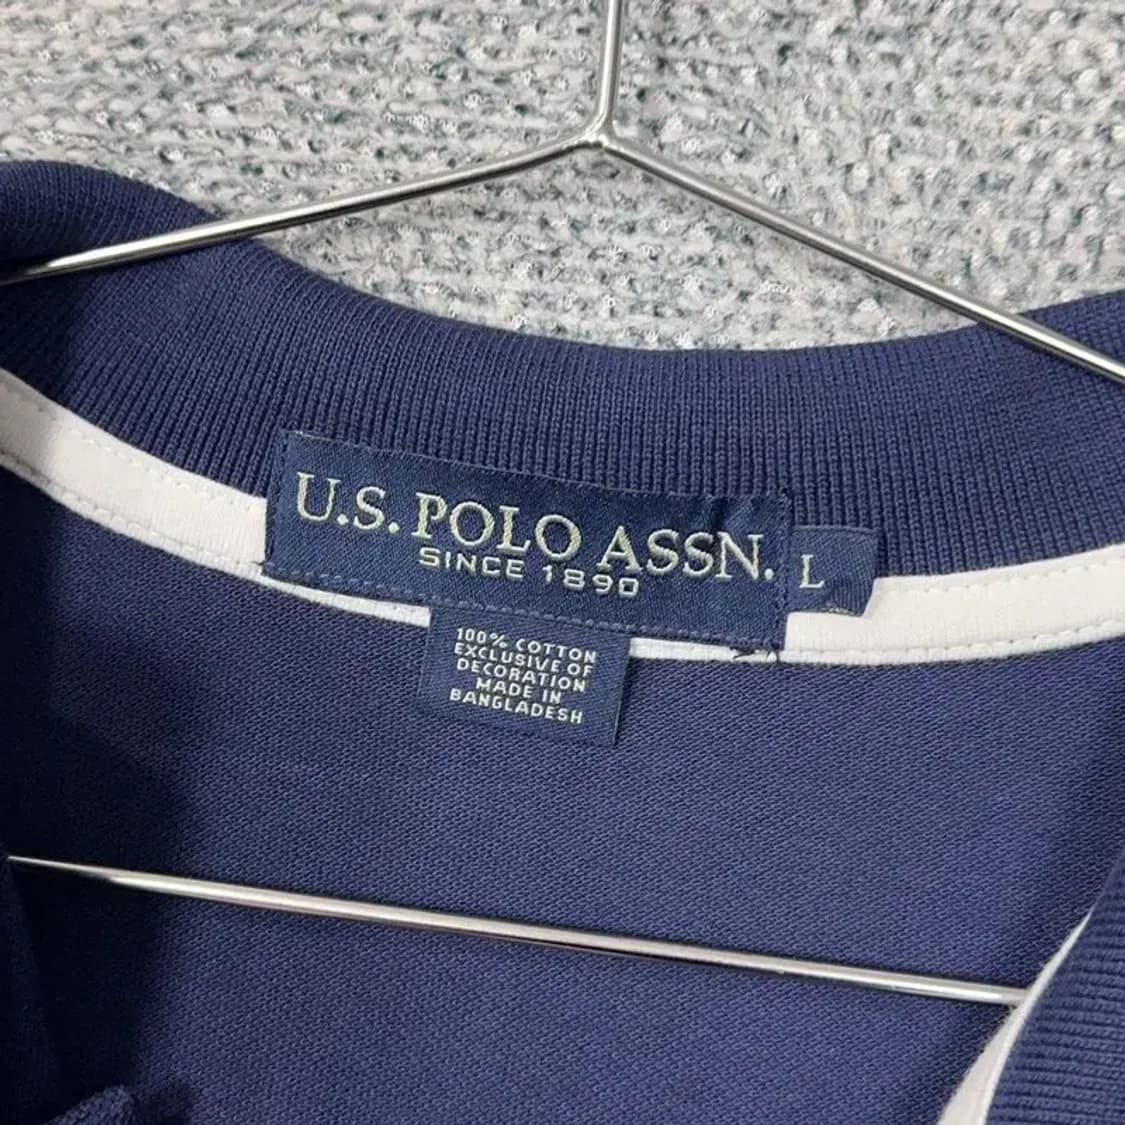 U.S. POLO ASSN.
SINCE 1890
L
100% COTTON
EXCLUSIVE OF
DECORATION
MADE IN
BANGLADESH